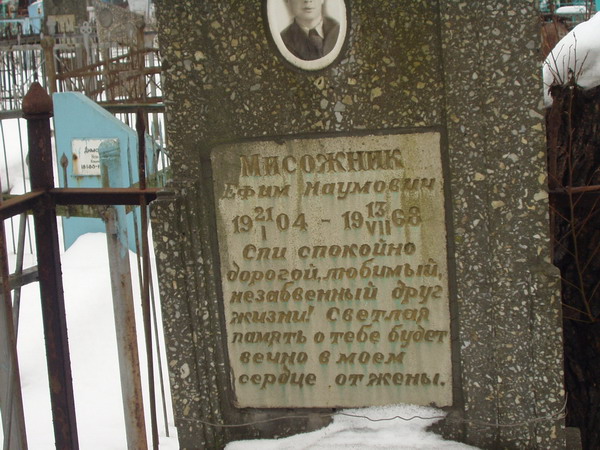 Мисожник
Ефим Наумович
19 21/I 04 - 19 13/VII 68
Спи спокойно
дорогой, любимый,
незабвенный друг
жизни! Светлая
память о тебе будет
вечно в моем
сердце от жены.